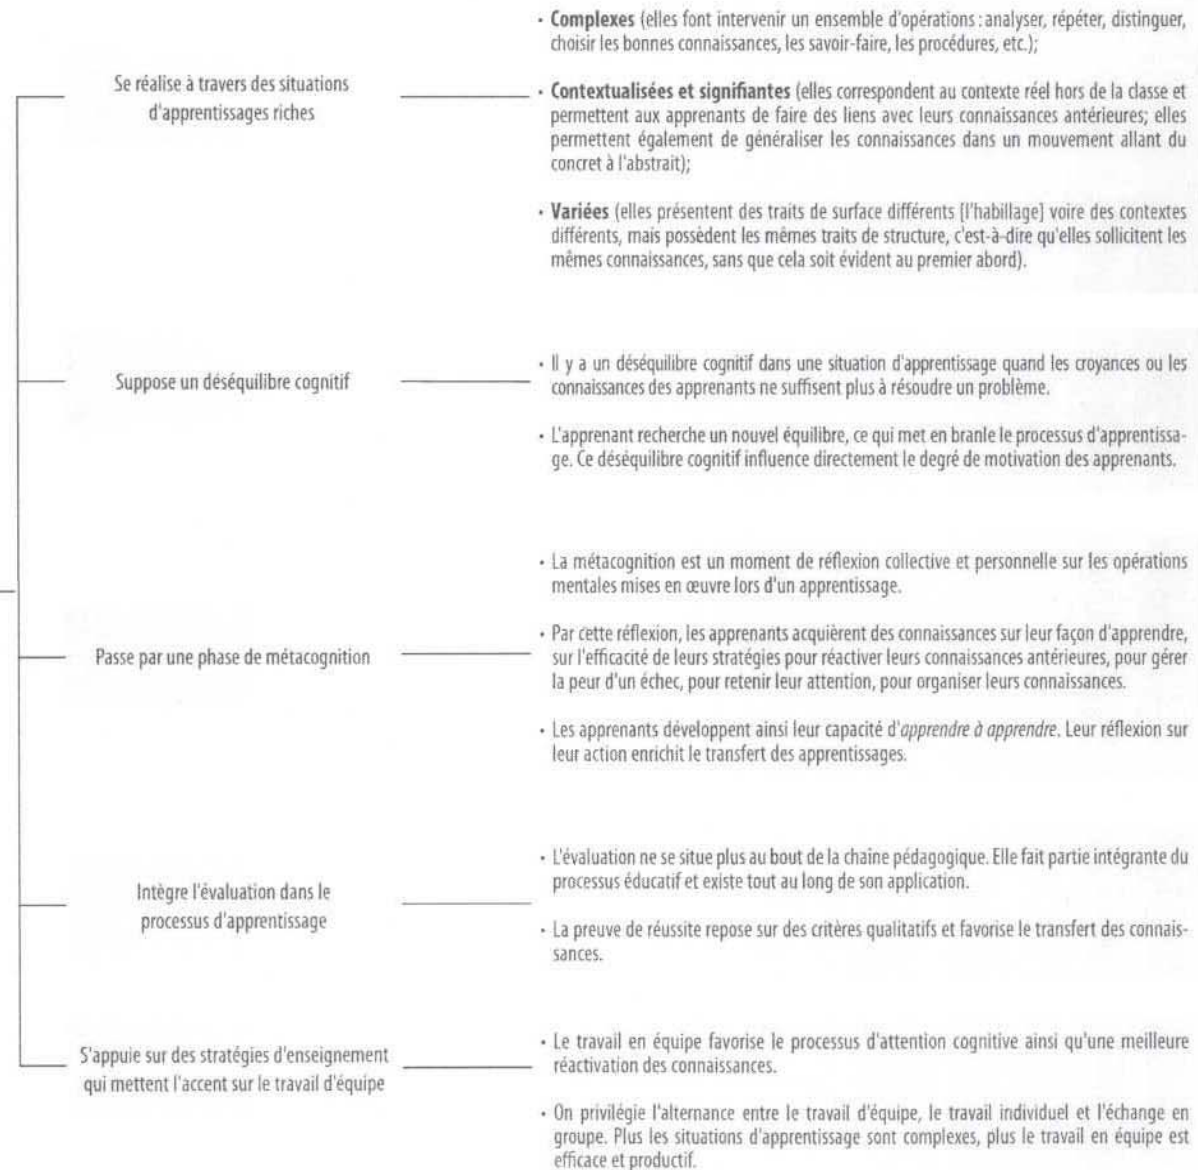 Se réalise à travers des situations
d'apprentissages riches
• Complexes (elles font intervenir un ensemble d'opérations : analyser, répéter, distinguer,
choisir les bonnes connaissances, les savoir-faire, les procédures, etc.);
• Contextualisées et signifiantes (elles correspondent au contexte réel hors de la classe et
permettent aux apprenants de faire des liens avec leurs connaissances antérieures; elles
permettent également de généraliser les connaissances dans un mouvement allant du
concret à l'abstrait);
• Variées (elles présentent des traits de surface différents [l'habillage] voire des contextes
différents, mais possèdent les mêmes traits de structure, c'est-à-dire qu'elles sollicitent les
mêmes connaissances, sans que cela soit évident au premier abord).
Suppose un déséquilibre cognitif
• Il y a un déséquilibre cognitif dans une situation d'apprentissage quand les croyances ou les
connaissances des apprenants ne suffisent plus à résoudre un problème.
• L'apprenant recherche un nouvel équilibre, ce qui met en branle le processus d'apprentissa-
ge. Ce déséquilibre cognitif influence directement le degré de motivation des apprenants.
Passe par une phase de métacognition
• La métacognition est un moment de réflexion collective et personnelle sur les opérations
mentales mises en œuvre lors d'un apprentissage.
• Par cette réflexion, les apprenants acquièrent des connaissances sur leur façon d'apprendre,
sur l'efficacité de leurs stratégies pour réactiver leurs connaissances antérieures, pour gérer
la peur d'un échec, pour retenir leur attention, pour organiser leurs connaissances.
• Les apprenants développent ainsi leur capacité d'apprendre à apprendre. Leur réflexion sur
leur action enrichit le transfert des apprentissages.
Intègre l'évaluation dans le
processus d'apprentissage
• L'évaluation ne se situe plus au bout de la chaîne pédagogique. Elle fait partie intégrante du
processus éducatif et existe tout au long de son application.
• La preuve de réussite repose sur des critères qualitatifs et favorise le transfert des connais-
sances.
S'appuie sur des stratégies d'enseignement
qui mettent l'accent sur le travail d'équipe
• Le travail en équipe favorise le processus d'attention cognitive ainsi qu'une meilleure
réactivation des connaissances.
• On privilégie l'alternance entre le travail d'équipe, le travail individuel et l'échange en
groupe. Plus les situations d'apprentissage sont complexes, plus le travail en équipe est
efficace et productif.